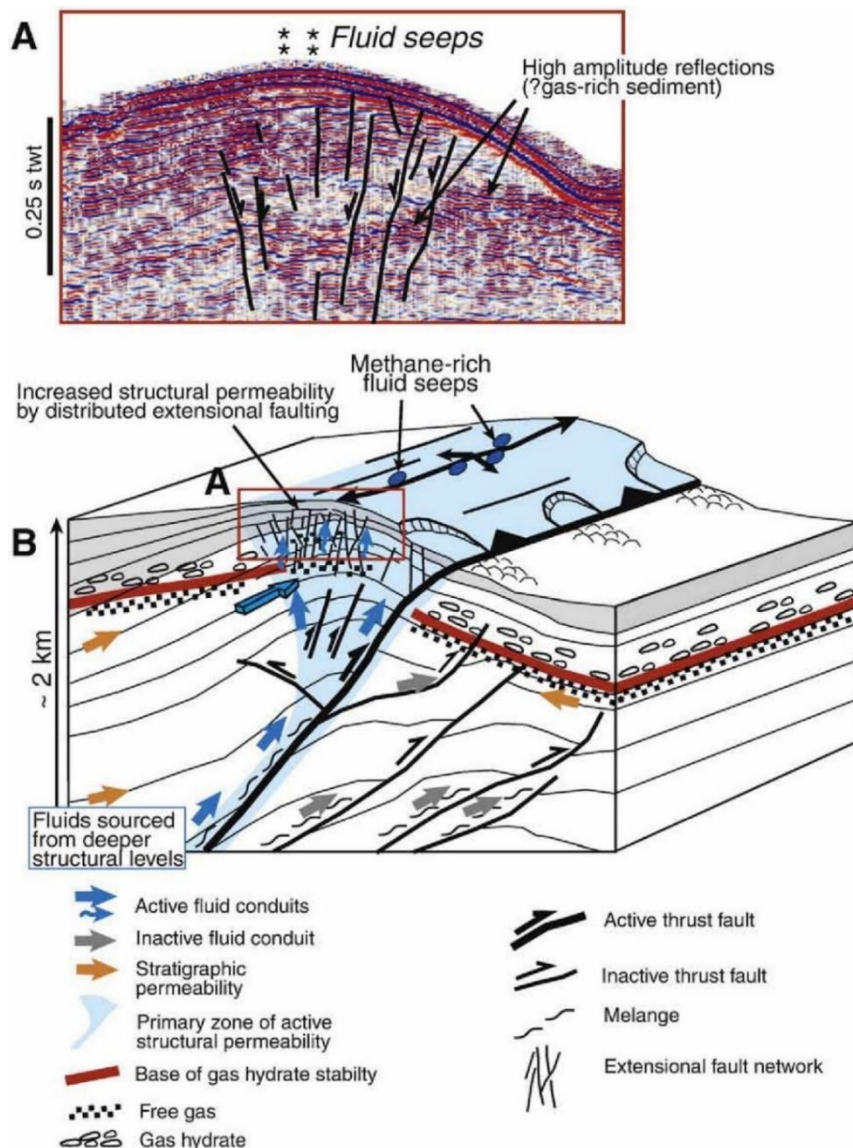 A
* *
* *
Fluid seeps
High amplitude reflections
(?gas-rich sediment)
0.25 s twt
Methane-rich
fluid seeps
Increased structural permeability
by distributed extensional faulting
A
B
~ 2 km
Fluids sourced
from deeper
structural levels
Active fluid conduits
Inactive fluid conduit
Stratigraphic
permeability
Primary zone of active
structural permeability
Base of gas hydrate stabilty
Free gas
Gas hydrate
Active thrust fault
Inactive thrust fault
Melange
Extensional fault network